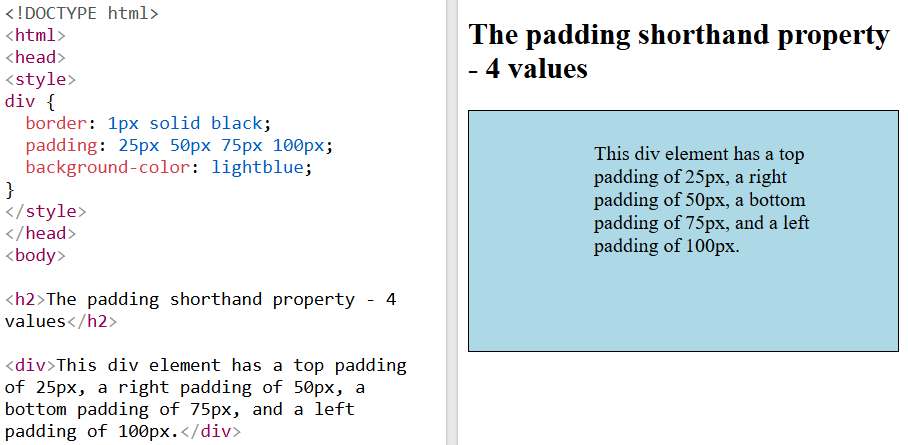 <!DOCTYPE html>
<html>
<head>
<style>
div {
  border: 1px solid black;
  padding: 25px 50px 75px 100px;
  background-color: lightblue;
}
</style>
</head>
<body>
<h2>The padding shorthand property - 4
values</h2>
<div>This div element has a top padding
of 25px, a right padding of 50px, a
bottom padding of 75px, and a left
padding of 100px.</div>
The padding shorthand property
- 4 values
This div element has a top
padding of 25px, a right
padding of 50px, a bottom
padding of 75px, and a left
padding of 100px.